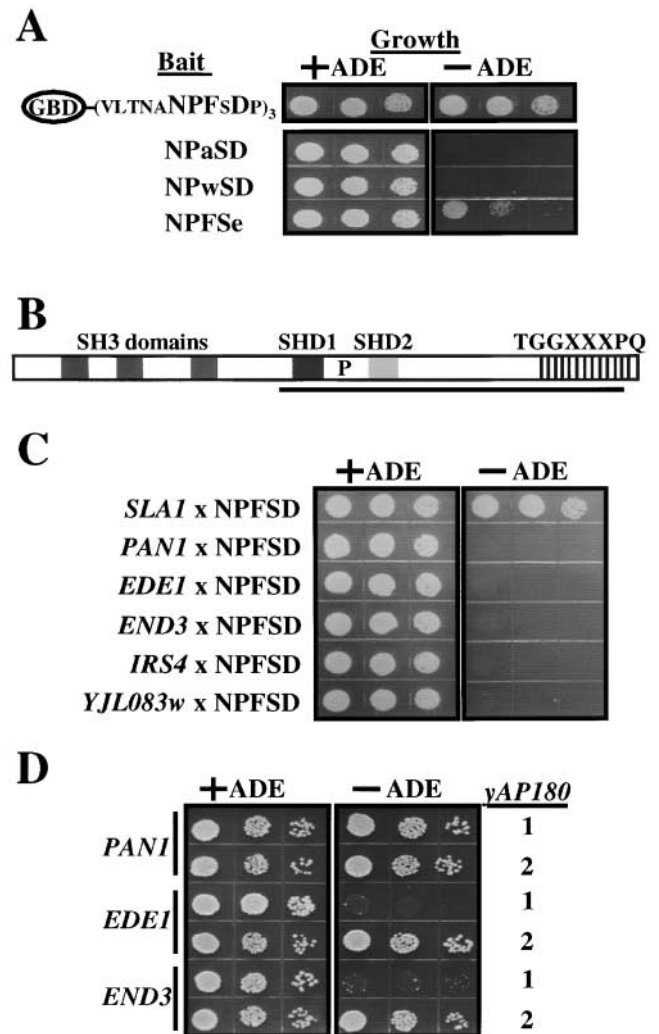 A
Growth
Bait
+ADE −ADE
GBD-(VLTNANPFSDP)3
NPaSD
NPwSD
NPFSe
B
SH3 domains SHD1 SHD2 TGGXXXPQ
P
C
+ADE −ADE
SLA1 x NPFSD
PAN1 x NPFSD
EDE1 x NPFSD
END3 x NPFSD
IRS4 x NPFSD
YJL083w x NPFSD
D
+ADE −ADE yAP180
PAN1
1
2
EDE1
1
2
END3
1
2